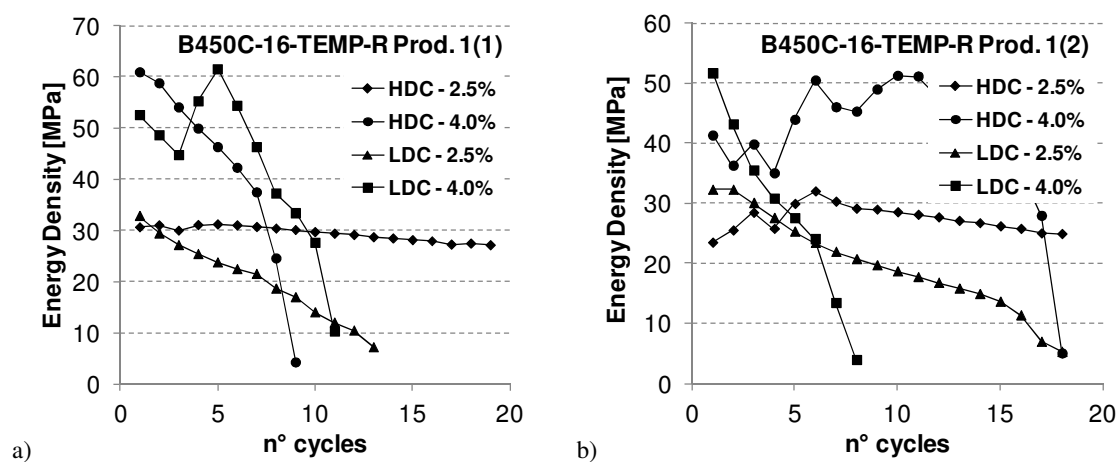 B450C-16-TEMP-R Prod. 1(1)
Energy Density [MPa]
70
60
50
40
30
20
10
0
HDC - 2.5%
HDC - 4.0%
LDC - 2.5%
LDC - 4.0%
0 5 10 15 20
n° cycles
a)
B450C-16-TEMP-R Prod. 1(2)
Energy Density [MPa]
60
50
40
30
20
10
0
HDC - 2.5%
HDC - 4.0%
LDC - 2.5%
LDC - 4.0%
0 5 10 15 20
n° cycles
b)